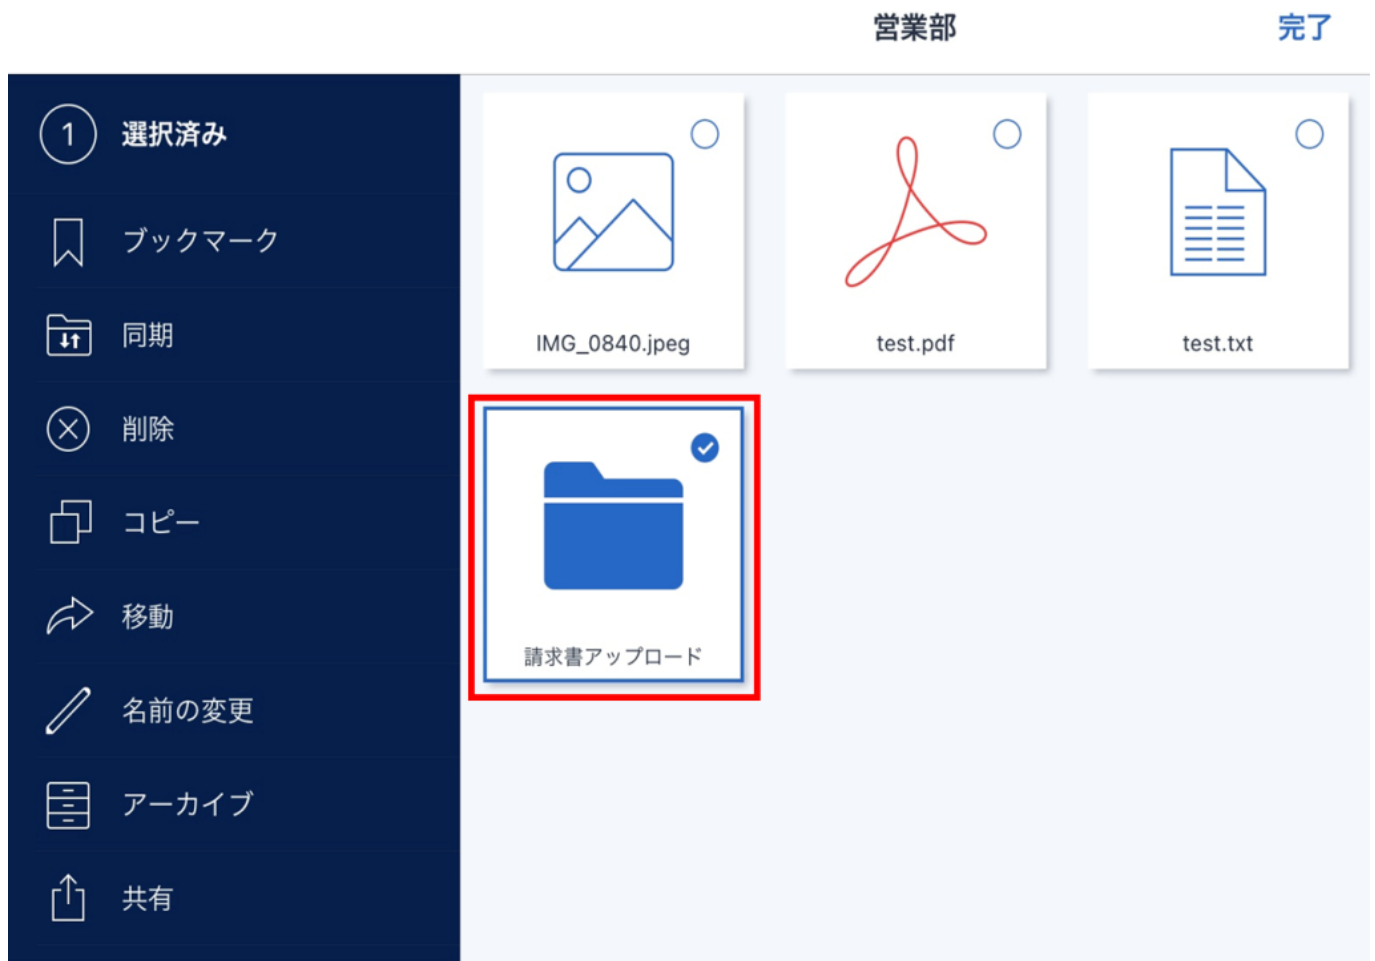 営業部
完了
1 選択済み
ブックマーク
同期
削除
コピー
移動
名前の変更
アーカイブ
共有
IMG_0840.jpeg
test.pdf
test.txt
請求書アップロード